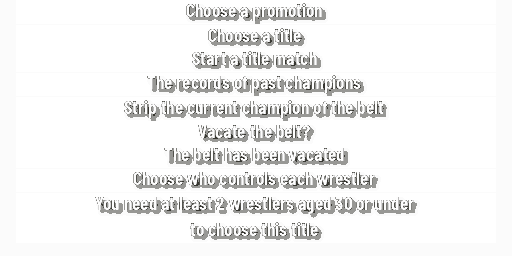 Choose a promotion
Choose a title
Start a title match
The records of past champions
Strip the current champion of the belt
Vacate the belt?
The belt has been vacated
Choose who controls each wrestler
You need at least 2 wrestlers aged 30 or under
to choose this title